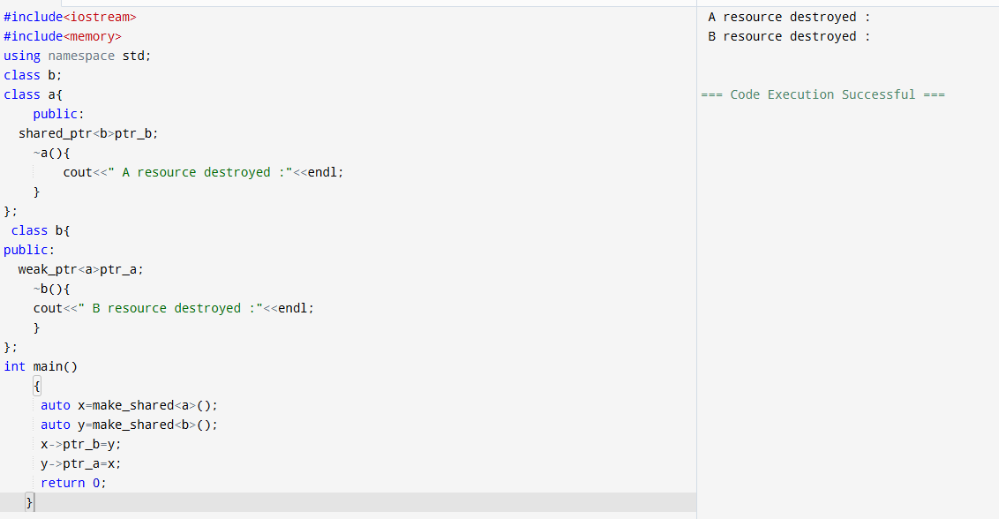 #include<iostream>
#include<memory>
using namespace std;
class b;
class a{
    public:
  shared_ptr<b>ptr_b;
    ~a(){
        cout<<" A resource destroyed :"<<endl;
    }
};
 class b{
public:
  weak_ptr<a>ptr_a;
    ~b(){
    cout<<" B resource destroyed :"<<endl;
    }
};
int main()
    {
     auto x=make_shared<a>();
     auto y=make_shared<b>();
     x->ptr_b=y;
     y->ptr_a=x;
     return 0;
   }
 A resource destroyed :
 B resource destroyed :
=== Code Execution Successful ===